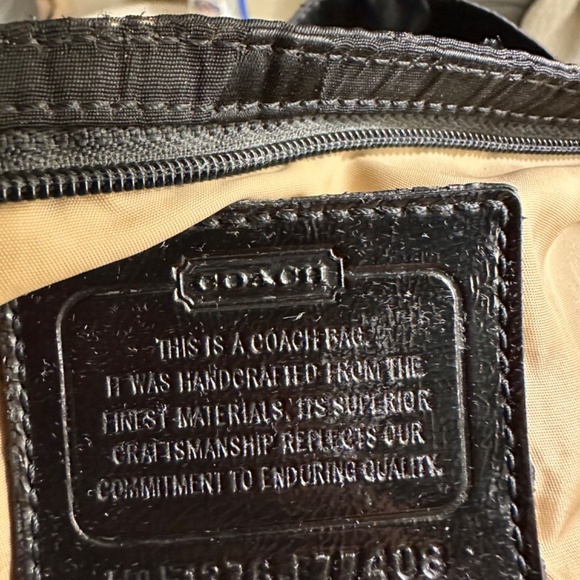 COACH
THIS IS A COACH BAG.
IT WAS HANDCRAFTED FROM THE
FINEST MATERIALS. ITS SUPERIOR
CRAFTSMANSHIP REFLECTS OUR
COMMITMENT TO ENDURING QUALITY.